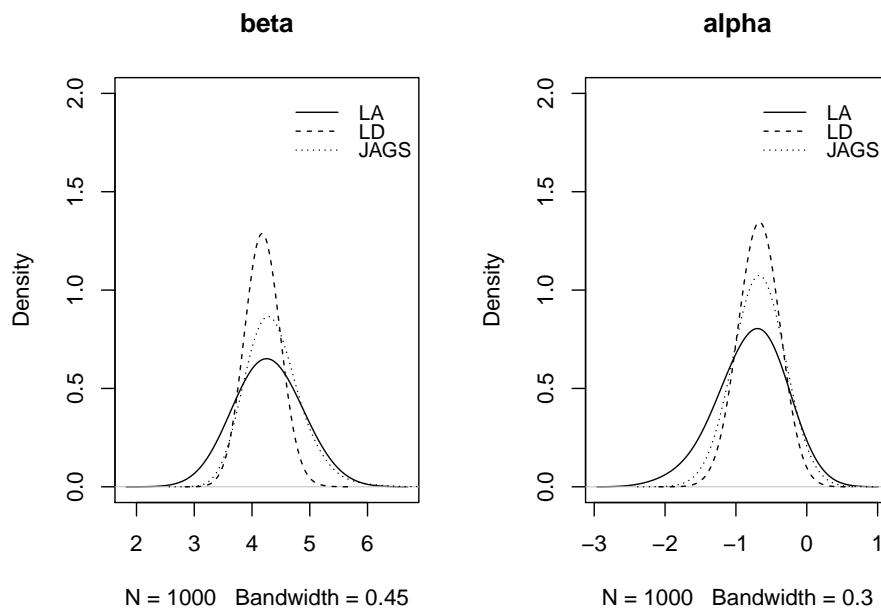 beta
Density
0.0 0.5 1.0 1.5 2.0
LA
LD
JAGS
2 3 4 5 6
N = 1000 Bandwidth = 0.45
alpha
Density
0.0 0.5 1.0 1.5 2.0
LA
LD
JAGS
−3 −2 −1 0 1
N = 1000 Bandwidth = 0.3